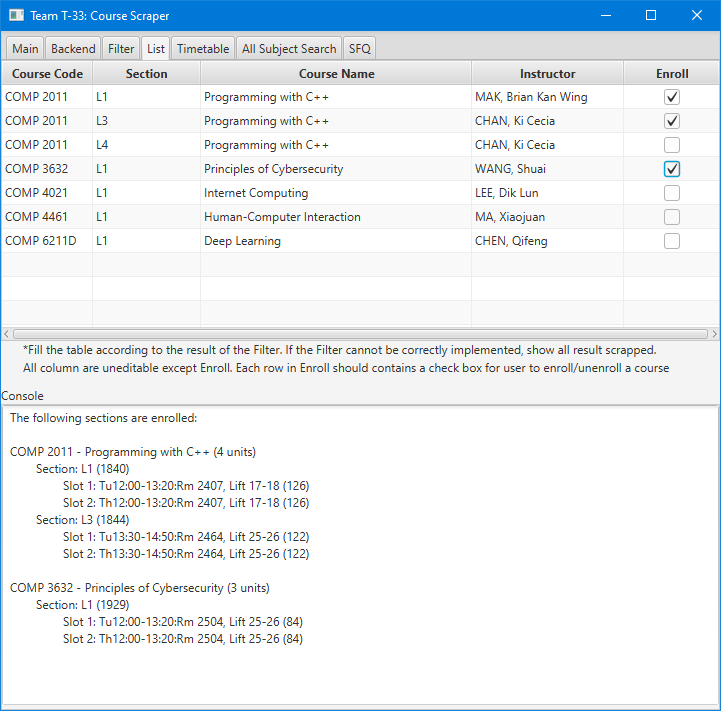 Team T-33: Course Scraper
Main Backend Filter List Timetable All Subject Search SFQ
Course Code Section Course Name Instructor Enroll
COMP 2011 L1 Programming with C++ MAK, Brian Kan Wing
COMP 2011 L3 Programming with C++ CHAN, Ki Cecia
COMP 2011 L4 Programming with C++ CHAN, Ki Cecia
COMP 3632 L1 Principles of Cybersecurity WANG, Shuai
COMP 4021 L1 Internet Computing LEE, Dik Lun
COMP 4461 L1 Human-Computer Interaction MA, Xiaojuan
COMP 6211D L1 Deep Learning CHEN, Qifeng
*Fill the table according to the result of the Filter. If the Filter cannot be correctly implemented, show all result scrapped.
All column are uneditable except Enroll. Each row in Enroll should contains a check box for user to enroll/unenroll a course
Console
The following sections are enrolled:
COMP 2011 - Programming with C++ (4 units)
Section: L1 (1840)
Slot 1: Tu12:00-13:20:Rm 2407, Lift 17-18 (126)
Slot 2: Th12:00-13:20:Rm 2407, Lift 17-18 (126)
Section: L3 (1844)
Slot 1: Tu13:30-14:50:Rm 2464, Lift 25-26 (122)
Slot 2: Th13:30-14:50:Rm 2464, Lift 25-26 (122)
COMP 3632 - Principles of Cybersecurity (3 units)
Section: L1 (1929)
Slot 1: Tu12:00-13:20:Rm 2504, Lift 25-26 (84)
Slot 2: Th12:00-13:20:Rm 2504, Lift 25-26 (84)